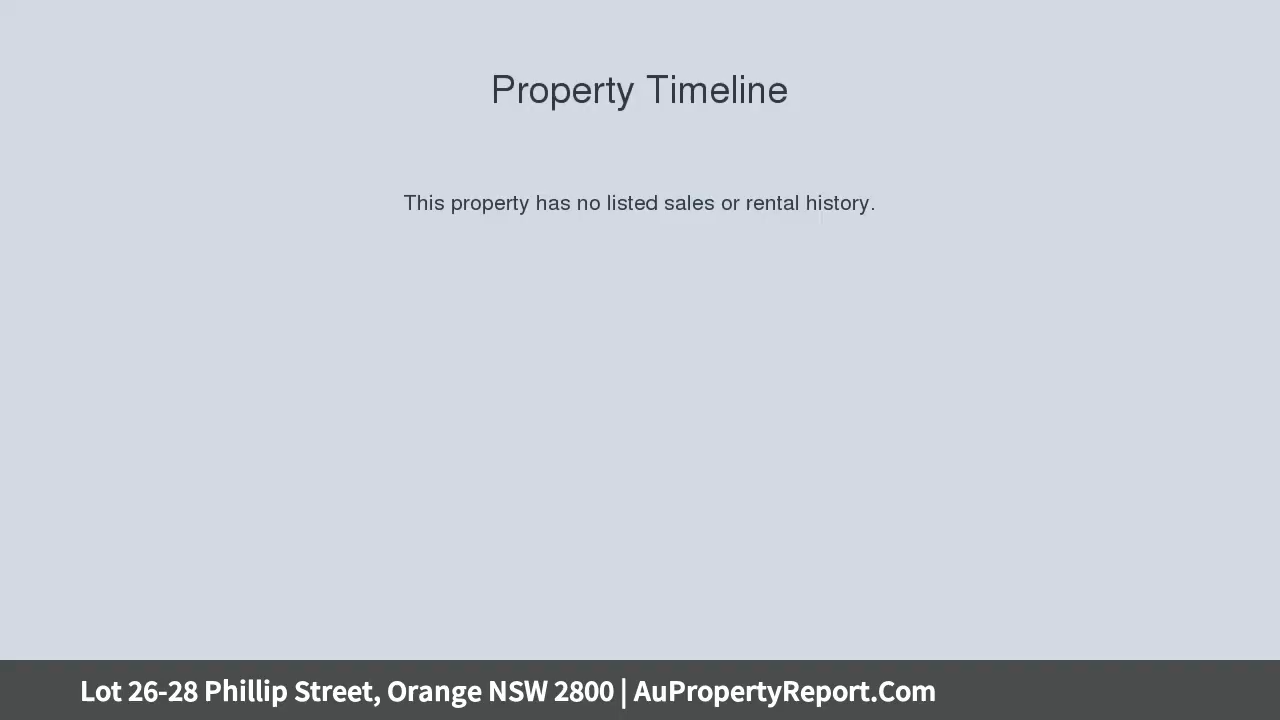 Property Timeline
This property has no listed sales or rental history.
Lot 26-28 Phillip Street, Orange NSW 2800 | AuPropertyReport.Com